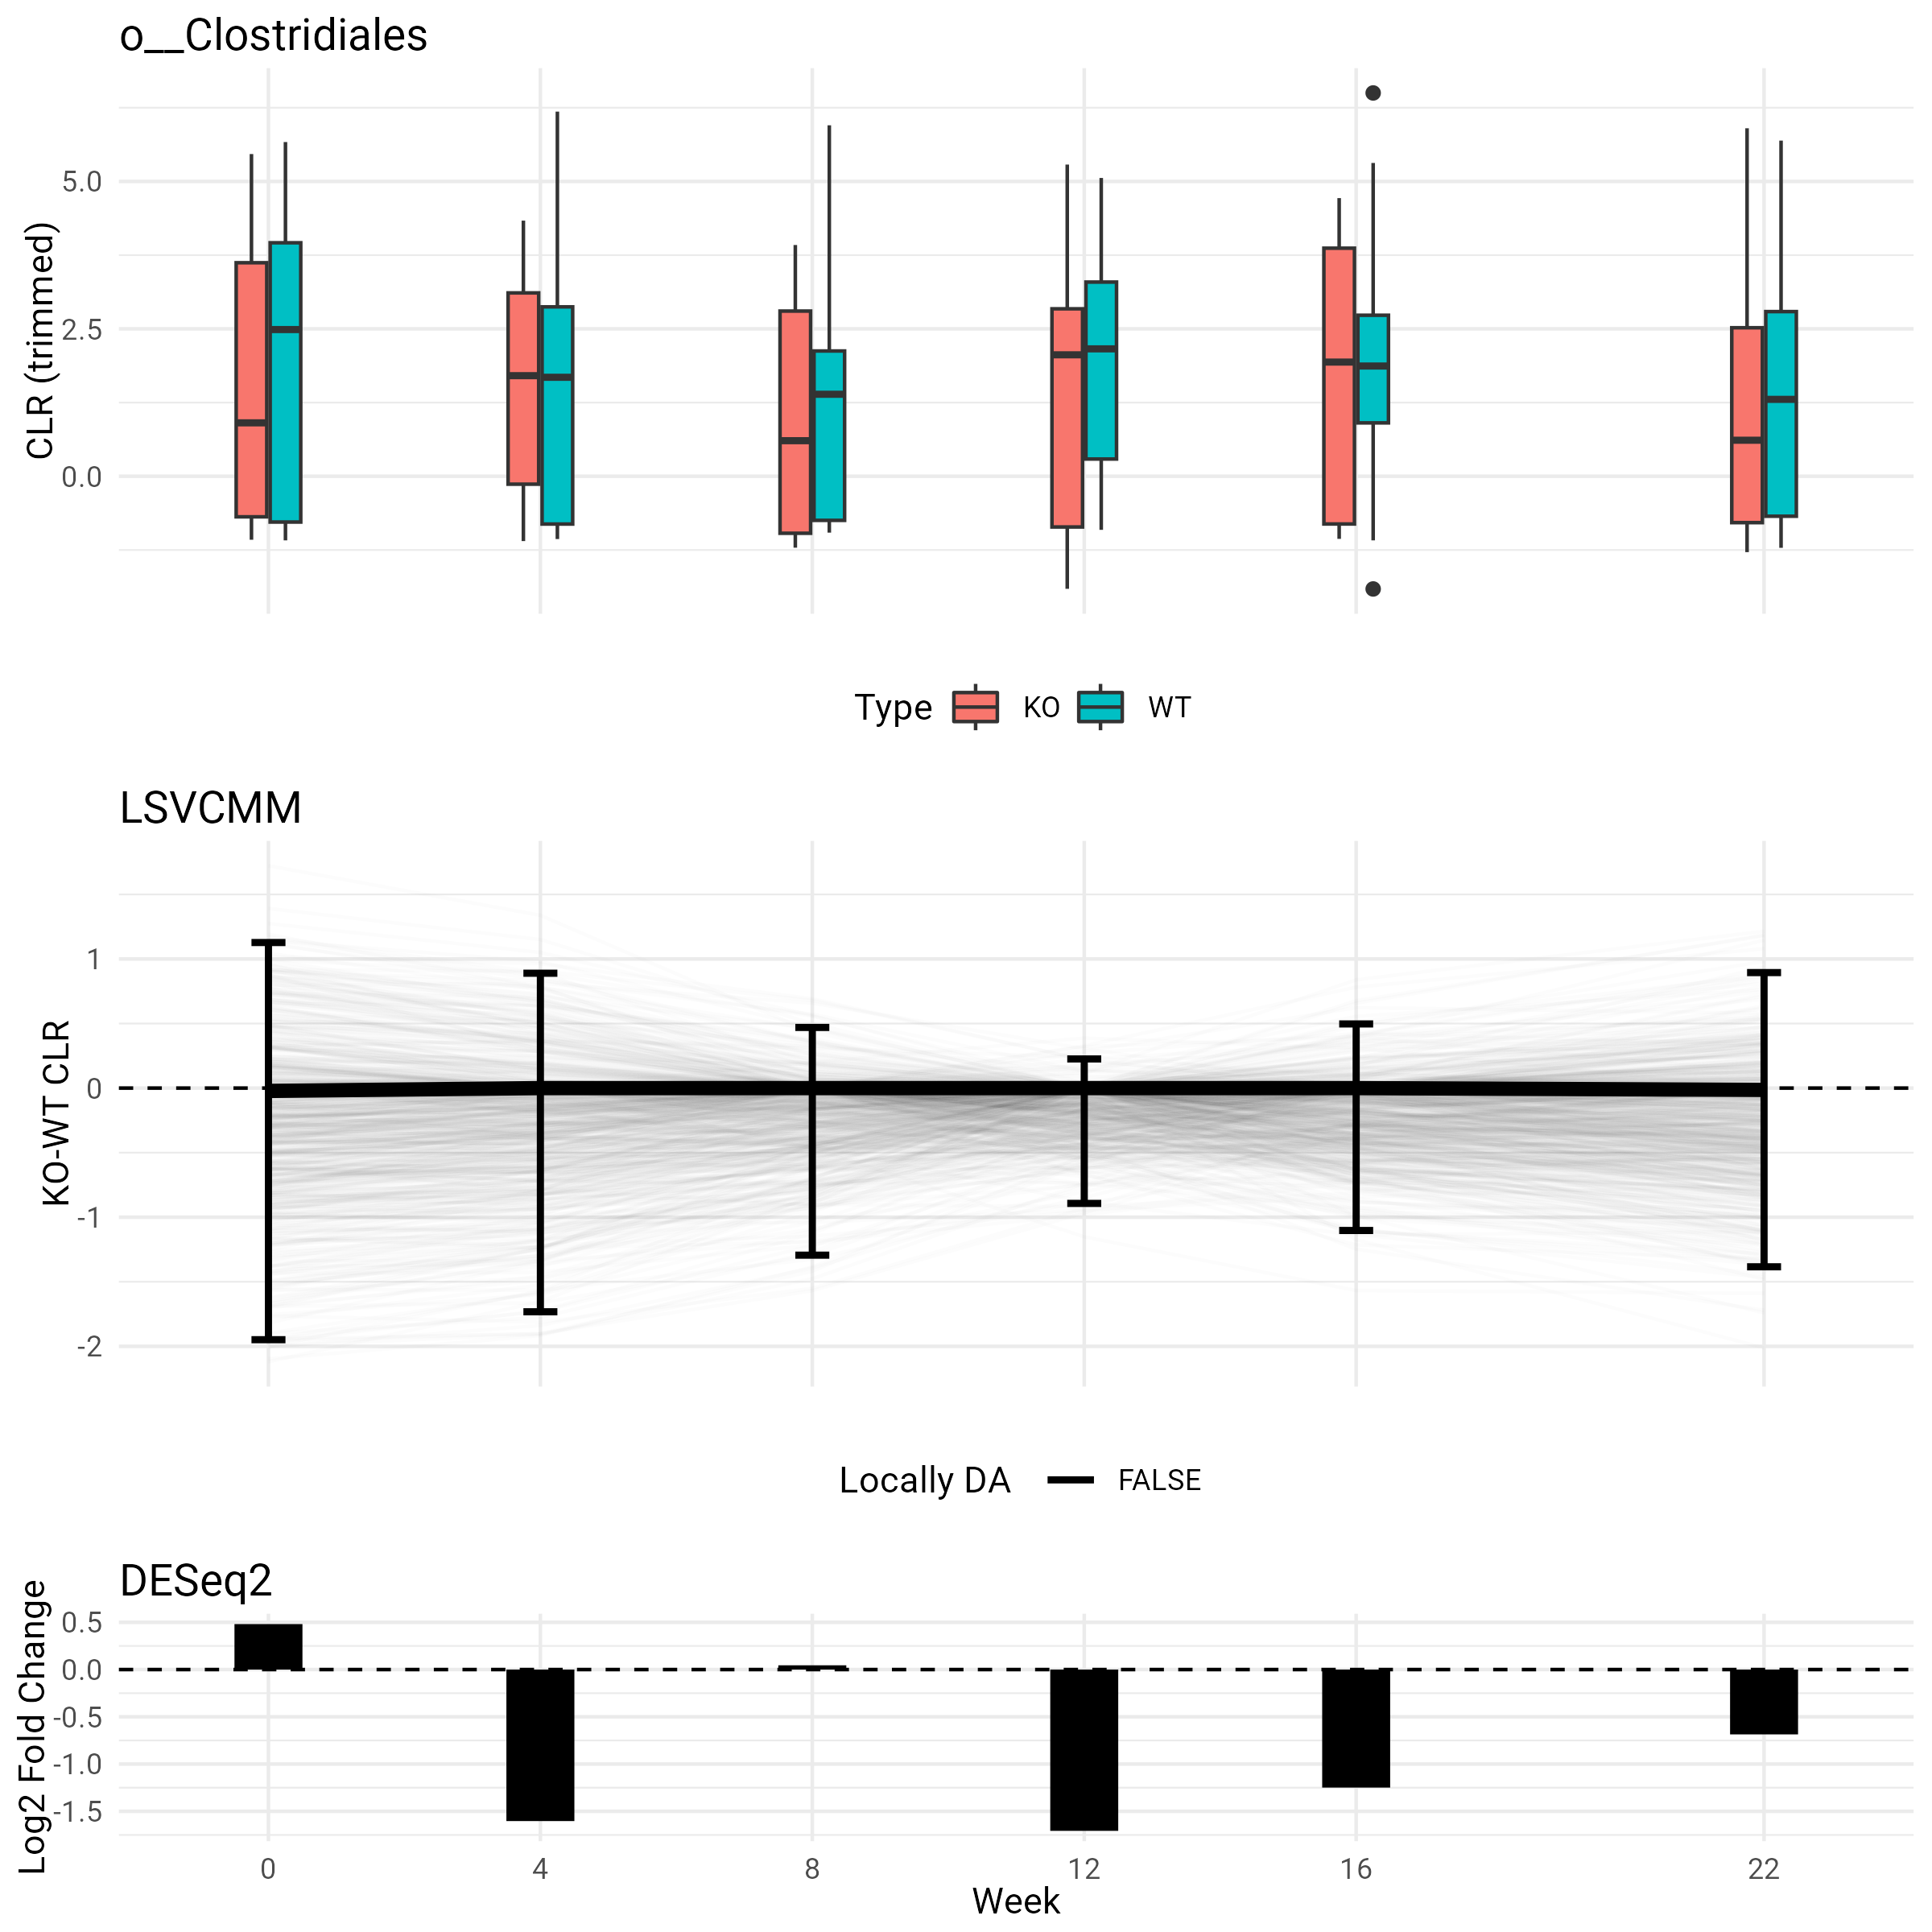 o__Clostridiales
CLR (trimmed)
5.0
2.5
0.0
Type KO WT
LSVCMM
KO-WT CLR
1
0
-1
-2
Locally DA FALSE
DESeq2
Log2 Fold Change
0.5
0.0
-0.5
-1.0
-1.5
0 4 8 12 16 22
Week